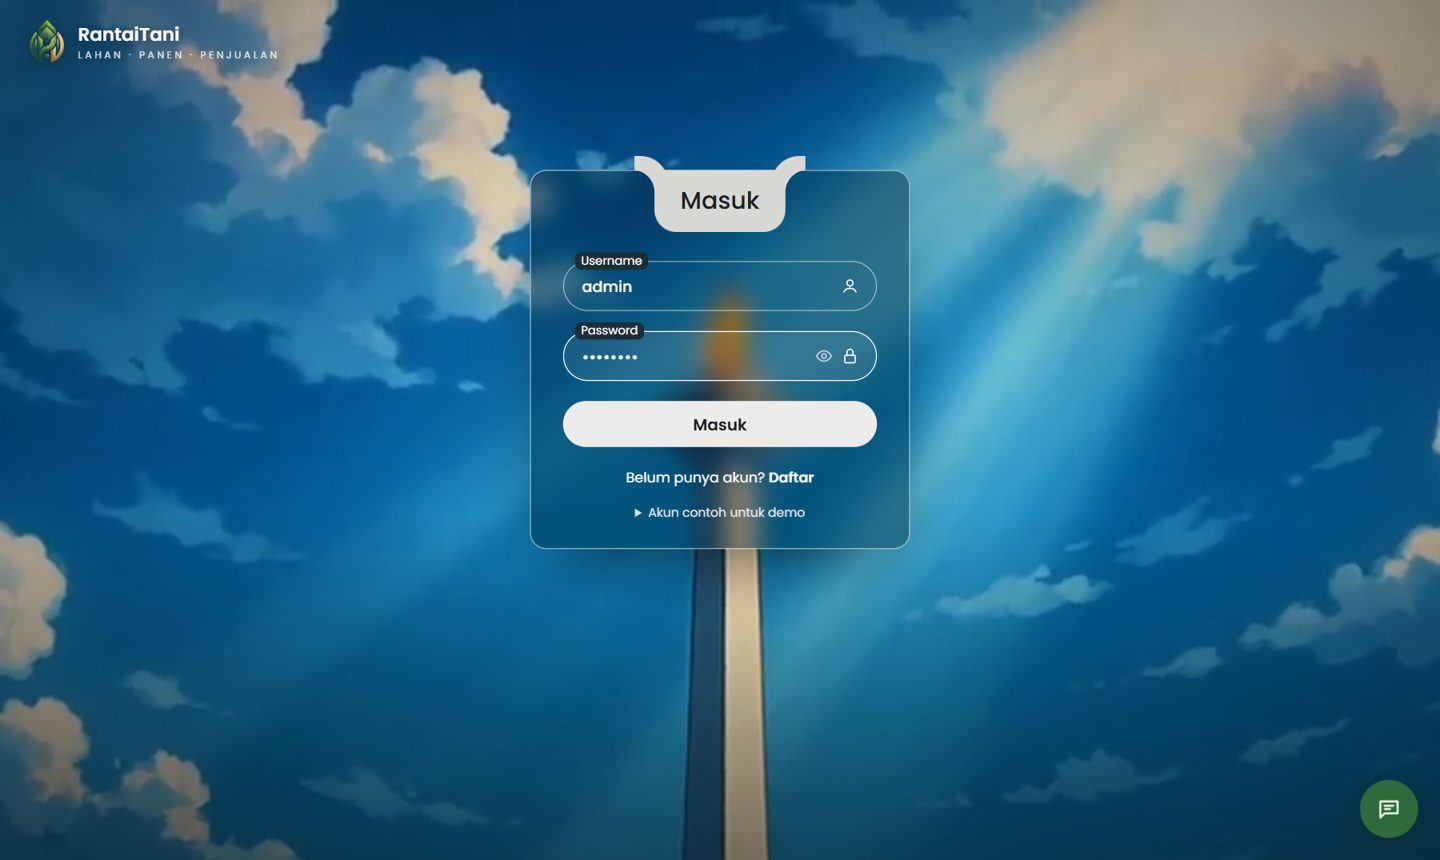 RantaiTani
LAHAN · PANEN · PENJUALAN
Masuk
Username
admin
Password
••••••••
Masuk
Belum punya akun? Daftar
▶ Akun contoh untuk demo